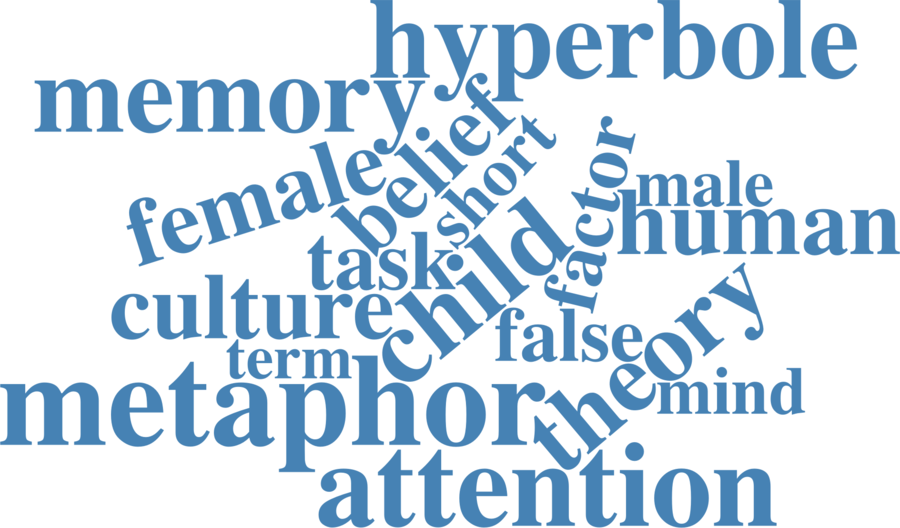 hyperbole
memory
belief
female
short
factor
male
human
task
child
culture
theory
false
term
metaphor
mind
attention